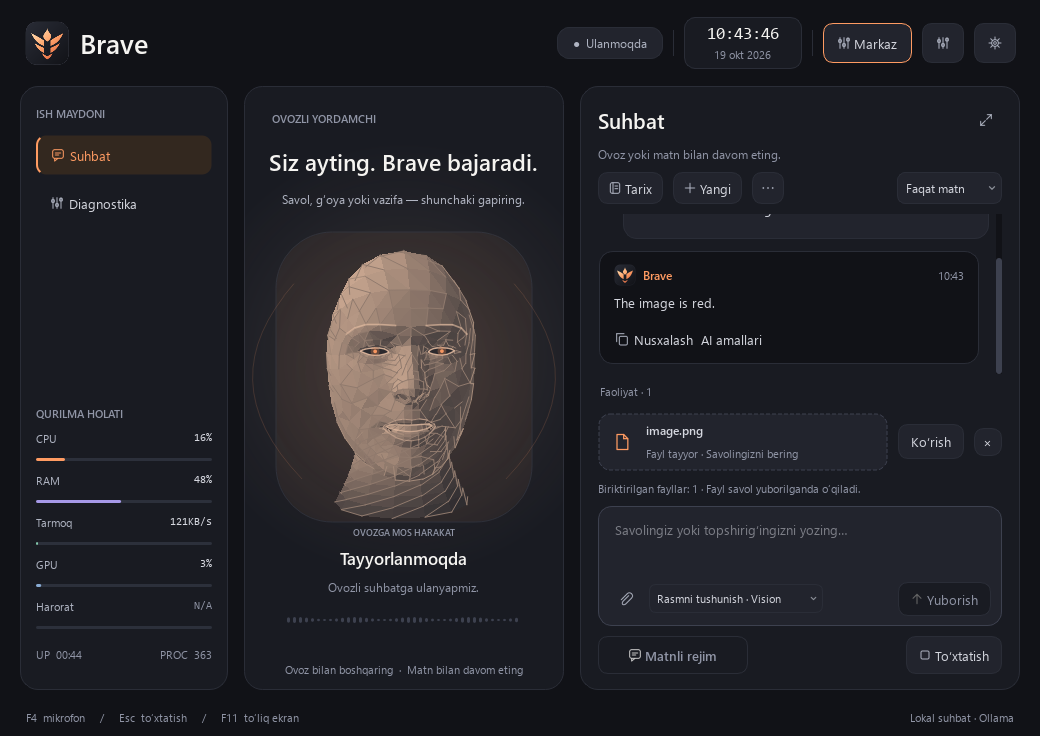 Brave
Ulanmoqda
10:43:46
19 okt 2026
Markaz
ISH MAYDONI
Suhbat
Diagnostika
QURILMA HOLATI
CPU 16%
RAM 48%
Tarmoq 121KB/s
GPU 3%
Harorat N/A
UP 00:44 PROC 363
OVOZLI YORDAMCHI
Siz ayting. Brave bajaradi.
Savol, g‘oya yoki vazifa — shunchaki gapiring.
OVOZGA MOS HARAKAT
Tayyorlanmoqda
Ovozli suhbatga ulanyapmiz.
Ovoz bilan boshqaring · Matn bilan davom eting
Suhbat
Ovoz yoki matn bilan davom eting.
Tarix
Yangi
Faqat matn
Brave 10:43
The image is red.
Nusxalash AI amallari
Faoliyat · 1
image.png
Fayl tayyor · Savolingizni bering
Ko‘rish ×
Biriktirilgan fayllar: 1 · Fayl savol yuborilganda o‘qiladi.
Savolingiz yoki topshirig‘ingizni yozing...
Rasmni tushunish · Vision
Yuborish
Matnli rejim
To‘xtatish
F4 mikrofon / Esc to‘xtatish / F11 to‘liq ekran
Lokal suhbat · Ollama